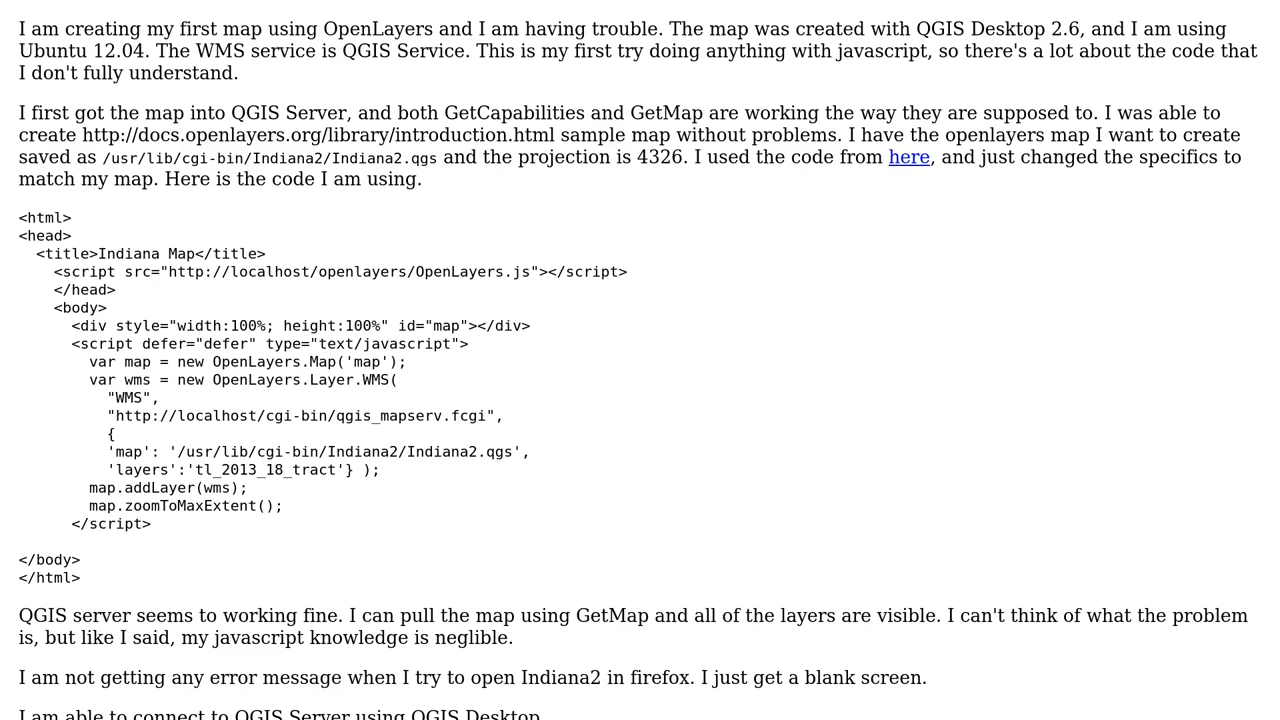 I am creating my first map using OpenLayers and I am having trouble. The map was created with QGIS Desktop 2.6, and I am using
Ubuntu 12.04. The WMS service is QGIS Service. This is my first try doing anything with javascript, so there's a lot about the code that
I don't fully understand.
I first got the map into QGIS Server, and both GetCapabilities and GetMap are working the way they are supposed to. I was able to
create http://docs.openlayers.org/library/introduction.html sample map without problems. I have the openlayers map I want to create
saved as /usr/lib/cgi-bin/Indiana2/Indiana2.qgs and the projection is 4326. I used the code from here, and just changed the specifics to
match my map. Here is the code I am using.
<html>
<head>
  <title>Indiana Map</title>
    <script src="http://localhost/openlayers/OpenLayers.js"></script>
    </head>
    <body>
      <div style="width:100%; height:100%" id="map"></div>
      <script defer="defer" type="text/javascript">
        var map = new OpenLayers.Map('map');
        var wms = new OpenLayers.Layer.WMS(
          "WMS",
          "http://localhost/cgi-bin/qgis_mapserv.fcgi",
          {
          'map': '/usr/lib/cgi-bin/Indiana2/Indiana2.qgs',
          'layers':'tl_2013_18_tract'} );
        map.addLayer(wms);
        map.zoomToMaxExtent();
      </script>
</body>
</html>
QGIS server seems to working fine. I can pull the map using GetMap and all of the layers are visible. I can't think of what the problem
is, but like I said, my javascript knowledge is neglible.
I am not getting any error message when I try to open Indiana2 in firefox. I just get a blank screen.
I am able to connect to QGIS Server using QGIS Desktop.